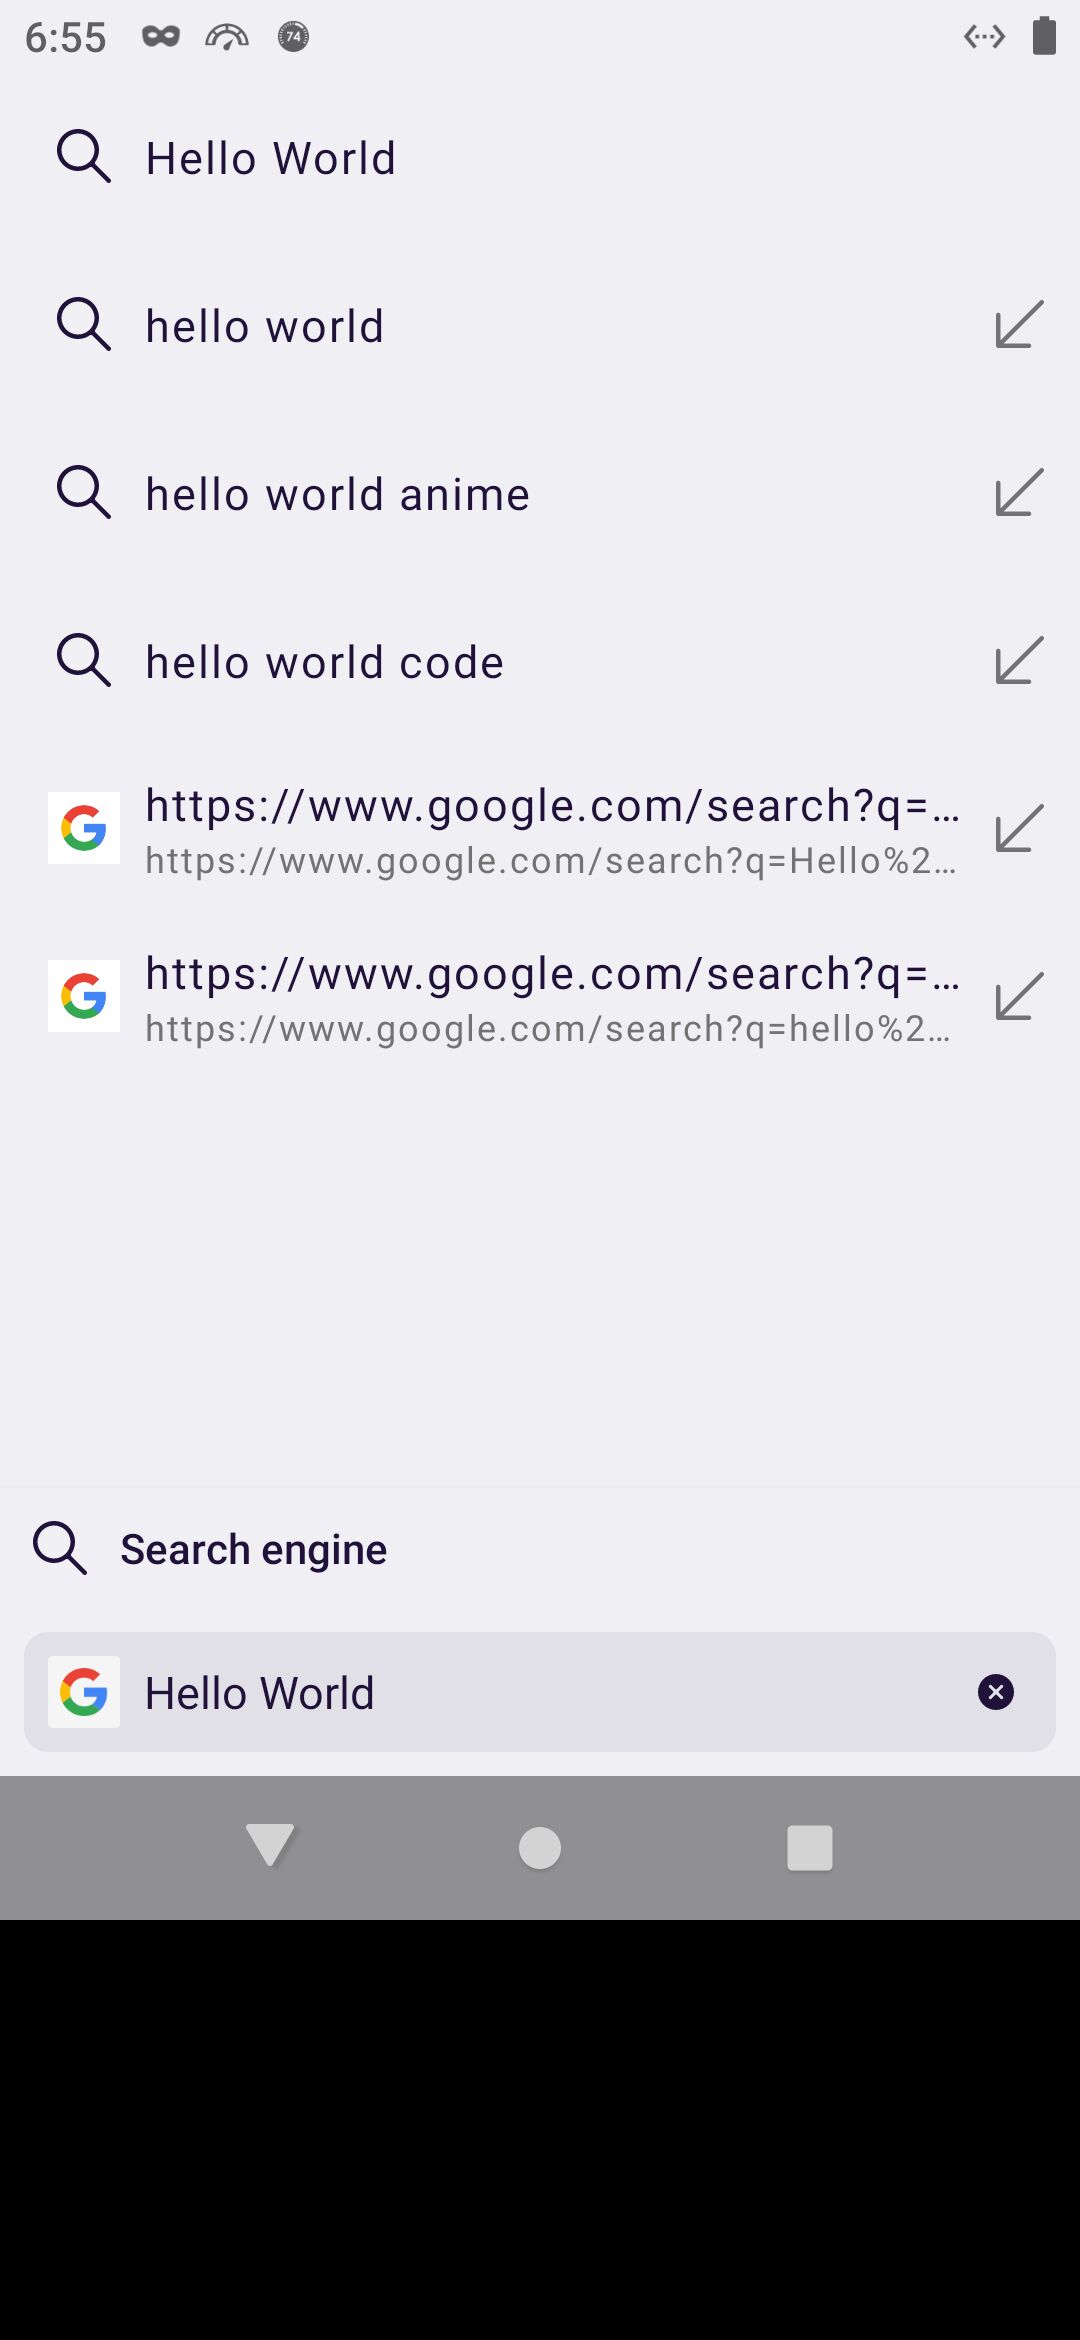 6:55
74
Hello World
hello world
hello world anime
hello world code
https://www.google.com/search?q=…
https://www.google.com/search?q=Hello%2…
https://www.google.com/search?q=…
https://www.google.com/search?q=hello%2…
Search engine
Hello World